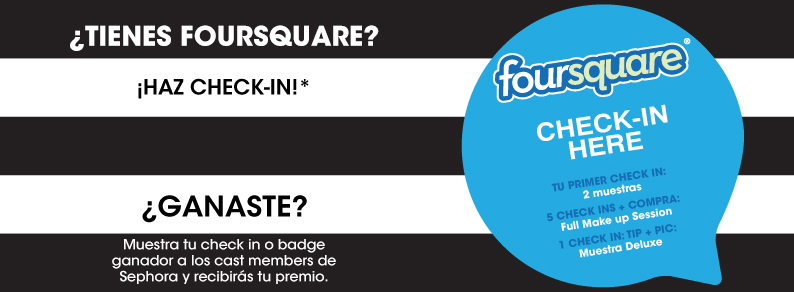 ¿TIENES FOURSQUARE?
¡HAZ CHECK-IN!*
¿GANASTE?
Muestra tu check in o badge
ganador a los cast members de
Sephora y recibirás tu premio.
foursquare®
CHECK-IN
HERE
TU PRIMER CHECK IN:
2 muestras
5 CHECK INS + COMPRA:
Full Make up Session
1 CHECK IN: TIP + PIC:
Muestra Deluxe